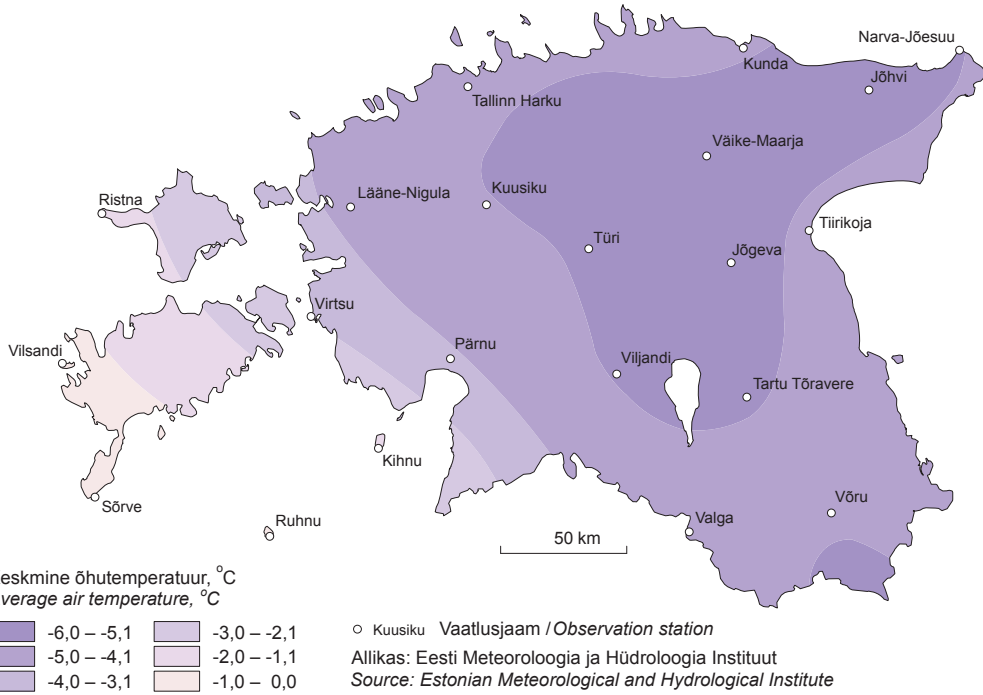 Narva-Jõesuu
Kunda
Jõhvi
Tallinn Harku
Väike-Maarja
Ristna
Lääne-Nigula
Kuusiku
Tiirikoja
Türi
Jõgeva
Virtsu
Vilsandi
Pärnu
Viljandi
Tartu Tõravere
Kihnu
Sõrve
Ruhnu
Valga
Võru
50 km
eskmine õhutemperatuur, °C
verage air temperature, °C
-6,0 – -5,1
-5,0 – -4,1
-4,0 – -3,1
-3,0 – -2,1
-2,0 – -1,1
-1,0 – 0,0
Kuusiku Vaatlusjaam / Observation station
Allikas: Eesti Meteoroloogia ja Hüdroloogia Instituut
Source: Estonian Meteorological and Hydrological Institute